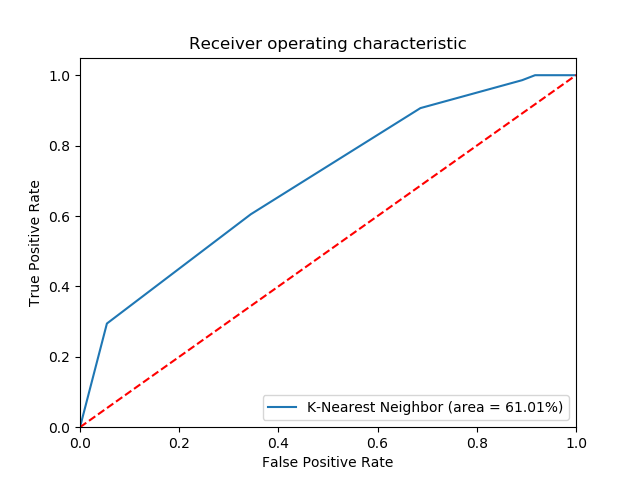 Receiver operating characteristic
1.0
0.8
0.6
0.4
0.2
0.0
True Positive Rate
K-Nearest Neighbor (area = 61.01%)
0.0 0.2 0.4 0.6 0.8 1.0
False Positive Rate